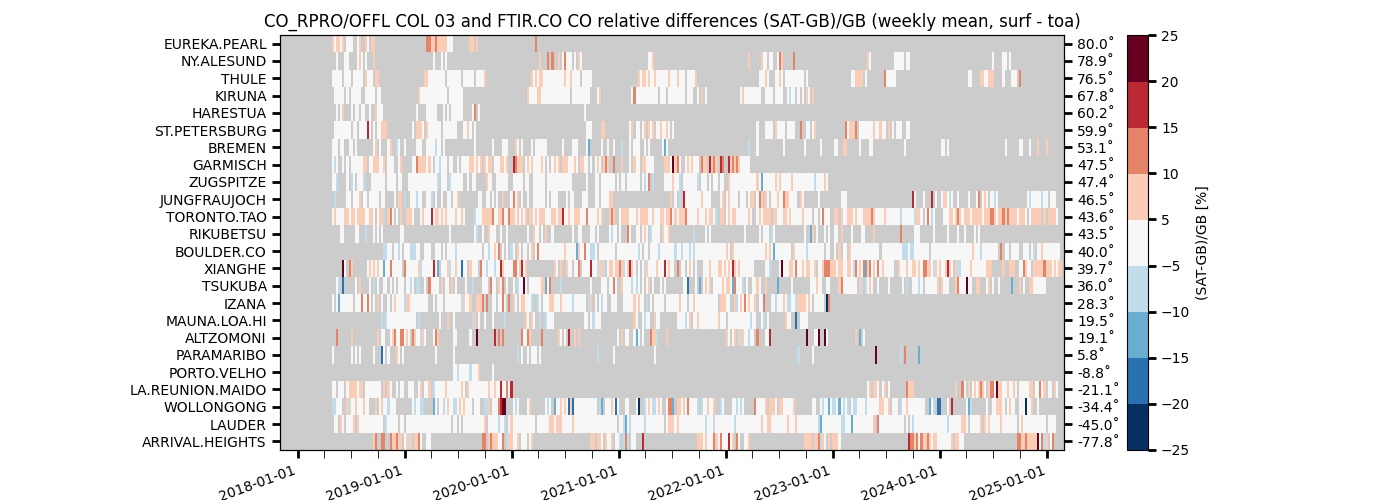 CO_RPRO/OFFL COL 03 and FTIR.CO CO relative differences (SAT-GB)/GB (weekly mean, surf - toa)
EUREKA.PEARL 80.0˚
NY.ALESUND 78.9˚
THULE 76.5˚
KIRUNA 67.8˚
HARESTUA 60.2˚
ST.PETERSBURG 59.9˚
BREMEN 53.1˚
GARMISCH 47.5˚
ZUGSPITZE 47.4˚
JUNGFRAUJOCH 46.5˚
TORONTO.TAO 43.6˚
RIKUBETSU 43.5˚
BOULDER.CO 40.0˚
XIANGHE 39.7˚
TSUKUBA 36.0˚
IZANA 28.3˚
MAUNA.LOA.HI 19.5˚
ALTZOMONI 19.1˚
PARAMARIBO 5.8˚
PORTO.VELHO -8.8˚
LA.REUNION.MAIDO -21.1˚
WOLLONGONG -34.4˚
LAUDER -45.0˚
ARRIVAL.HEIGHTS -77.8˚
2018-01-01 2019-01-01 2020-01-01 2021-01-01 2022-01-01 2023-01-01 2024-01-01 2025-01-01
25
20
15
10
5
−5
−10
−15
−20
−25
(SAT-GB)/GB [%]